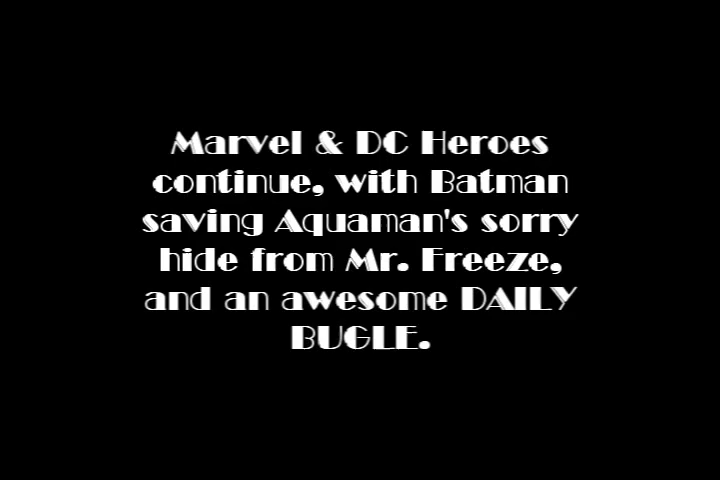 Marvel & DC Heroes
continue, with Batman
saving Aquaman's sorry
hide from Mr. Freeze,
and an awesome DAILY
BUGLE.